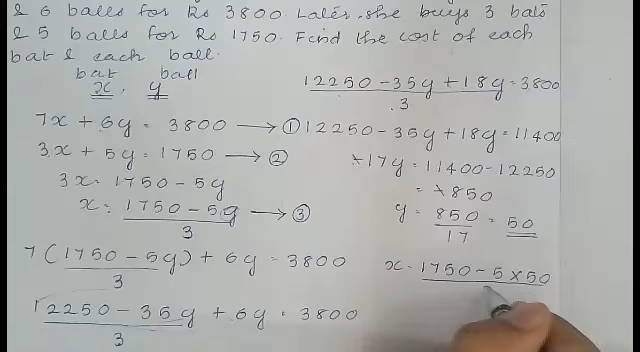 & 6 balls for Rs 3800. Later, she buys 3 bats
& 5 balls for Rs 1750. Find the cost of each
bat & each ball.
bat ball
x, y
7x + 6y = 3800 → ①
3x + 5y = 1750 → ②
3x = 1750 - 5y
x = 1750 - 5y → ③
3
7 (1750 - 5y) + 6y = 3800
3
12250 - 35y + 6y = 3800
3
12250 - 35y + 18y = 3800
3
12250 - 35y + 18y = 11400
-17y = 11400 - 12250
= -850
y = 850 = 50
17
x = 1750 - 5 × 50